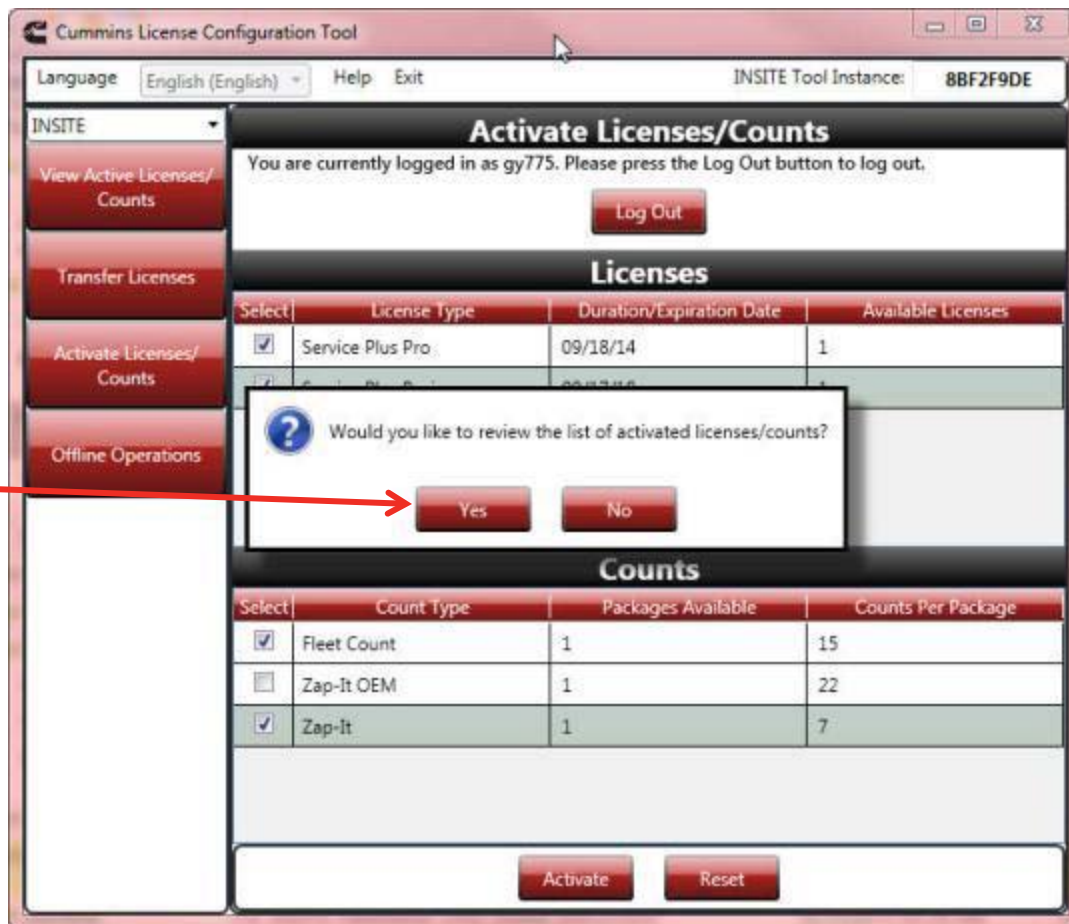 Cummins License Configuration Tool
Language English (English) Help Exit INSITE Tool Instance: 8BF2F9DE
INSITE
View Active Licenses/
Counts
Transfer Licenses
Activate Licenses/
Counts
Offline Operations
Activate Licenses/Counts
You are currently logged in as gy775. Please press the Log Out button to log out.
Log Out
Licenses
Select License Type Duration/Expiration Date Available Licenses
Service Plus Pro 09/18/14 1
Would you like to review the list of activated licenses/counts?
Yes No
Counts
Select Count Type Packages Available Counts Per Package
Fleet Count 1 15
Zap-It OEM 1 22
Zap-It 1 7
Activate Reset